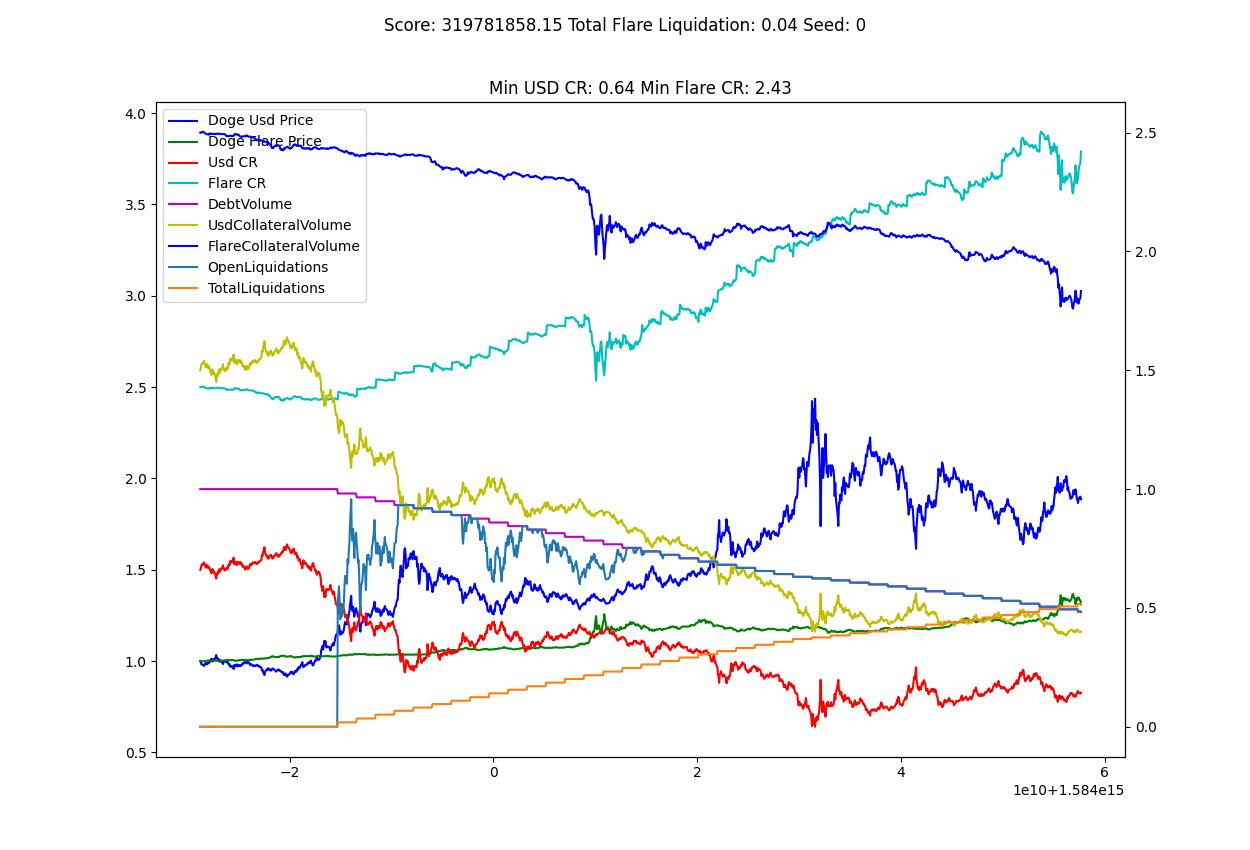 Score: 319781858.15 Total Flare Liquidation: 0.04 Seed: 0
Min USD CR: 0.64 Min Flare CR: 2.43
Doge Usd Price
Doge Flare Price
Usd CR
Flare CR
DebtVolume
UsdCollateralVolume
FlareCollateralVolume
OpenLiquidations
TotalLiquidations
4.0
3.5
3.0
2.5
2.0
1.5
1.0
0.5
2.5
2.0
1.5
1.0
0.5
0.0
−2
0
2
4
6
1e10+1.584e15